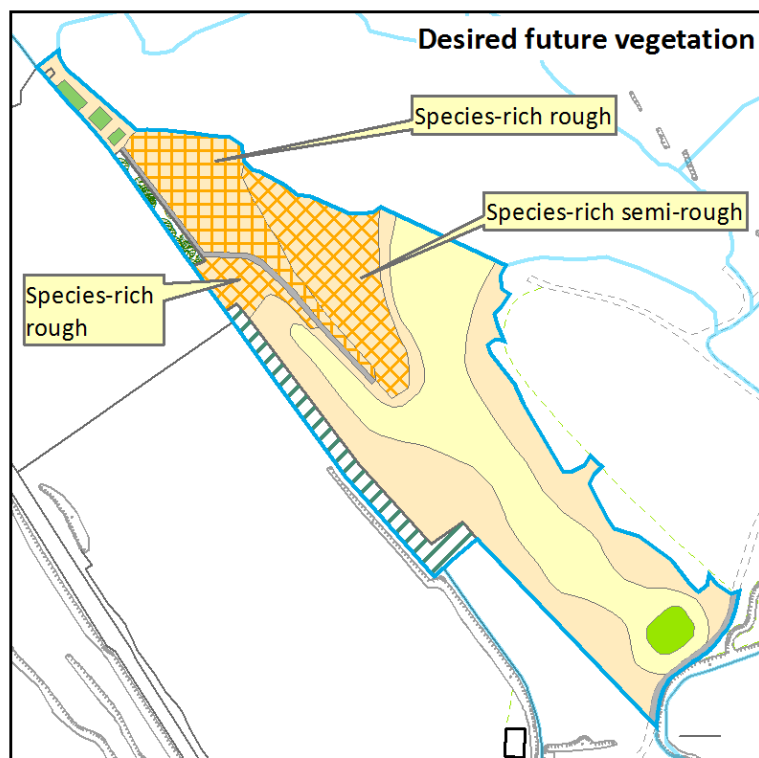 Desired future vegetation
Species-rich rough
Species-rich semi-rough
Species-rich
rough